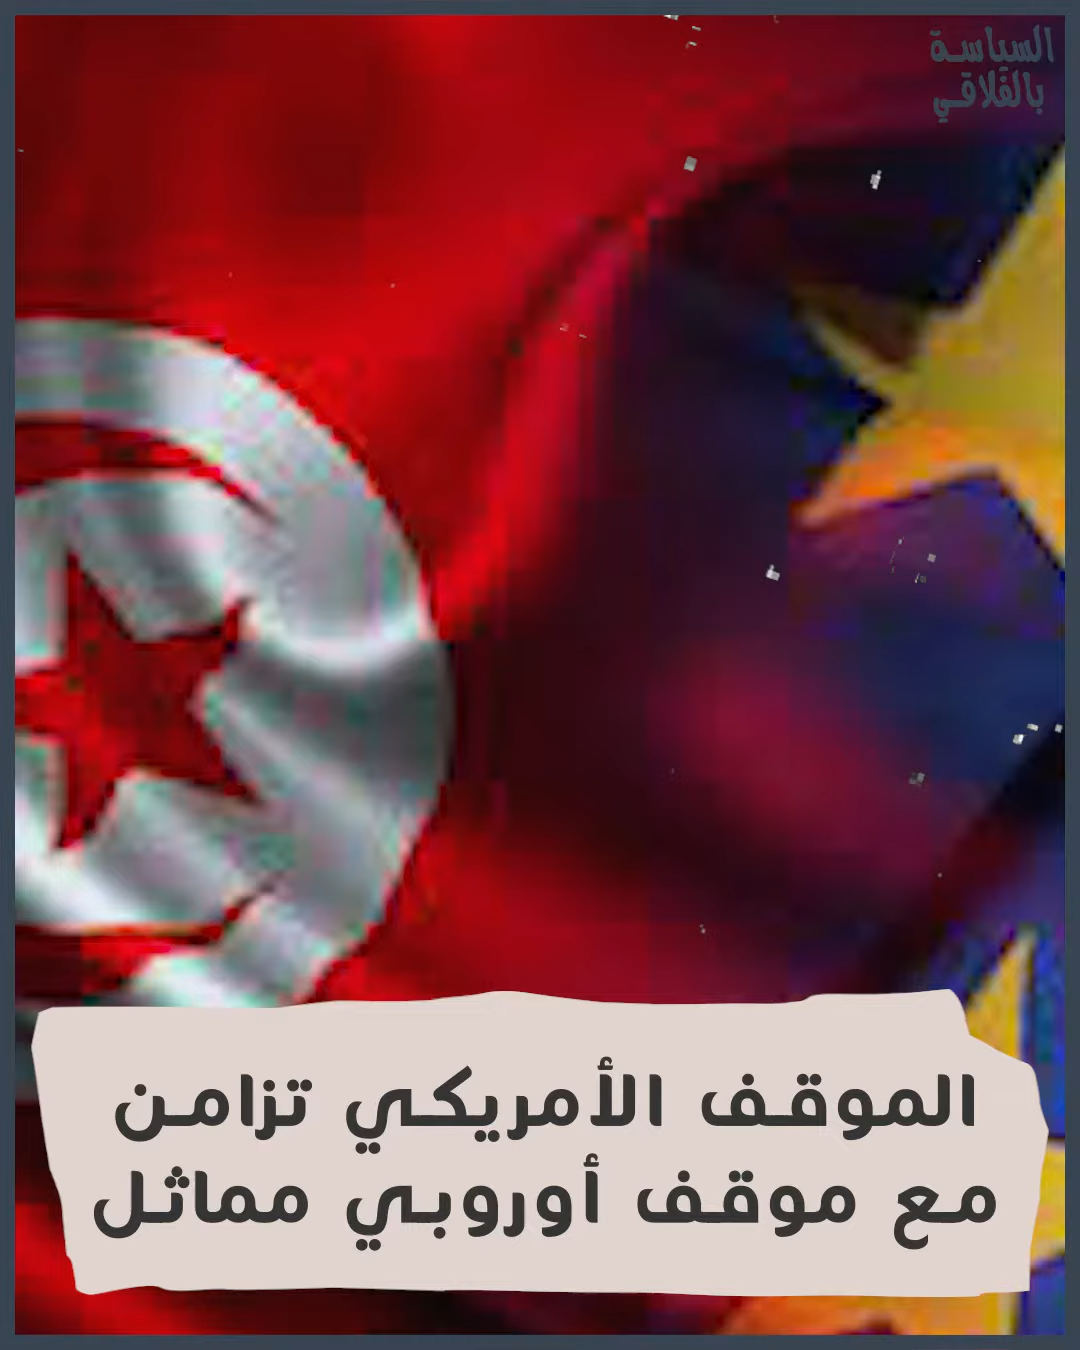 السياسة
بالفلاقي
الموقف الأمريكي تزامن
مع موقف أوروبي مماثل